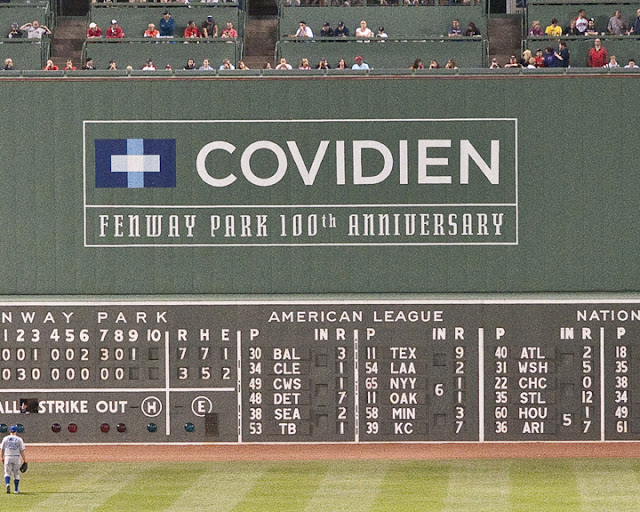 COVIDIEN
FENWAY PARK 100th ANNIVERSARY
NWAY PARK AMERICAN LEAGUE NATION
1 2 3 4 5 6 7 8 9 10 R H E P IN R P IN R P IN R P
0 0 1 0 0 2 3 0 1 7 7 1 30 BAL 3 11 TEX 9 40 ATL 2 18
0 3 0 0 0 0 0 0 3 5 2 34 CLE 1 54 LAA 2 31 WSH 5 35
49 CWS 1 65 NYY 6 1 22 CHC 0 38
ALL STRIKE OUT H E 48 DET 7 11 OAK 1 35 STL 12 34
38 SEA 2 58 MIN 3 60 HOU 5 1 49
53 TB 1 39 KC 7 36 ARI 7 61